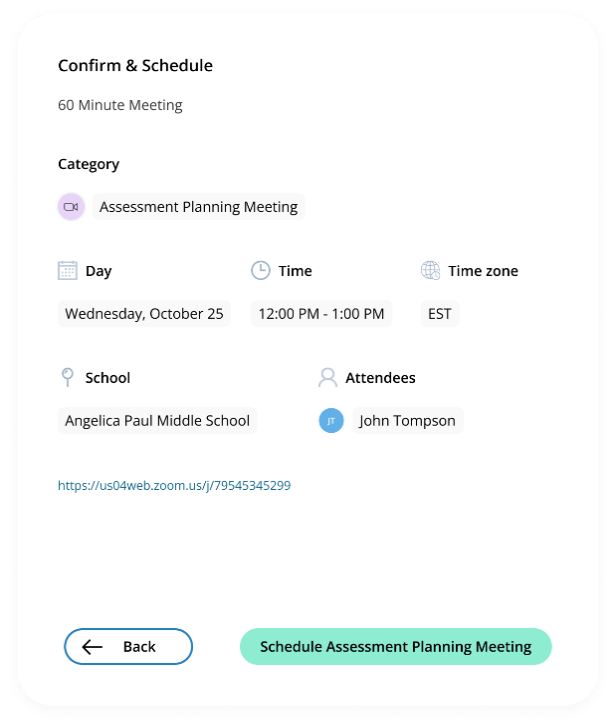 Confirm & Schedule
60 Minute Meeting
Category
Assessment Planning Meeting
Day
Time
Time zone
Wednesday, October 25
12:00 PM - 1:00 PM
EST
School
Attendees
Angelica Paul Middle School
JT
John Tompson
https://us04web.zoom.us/j/79545345299
Back
Schedule Assessment Planning Meeting